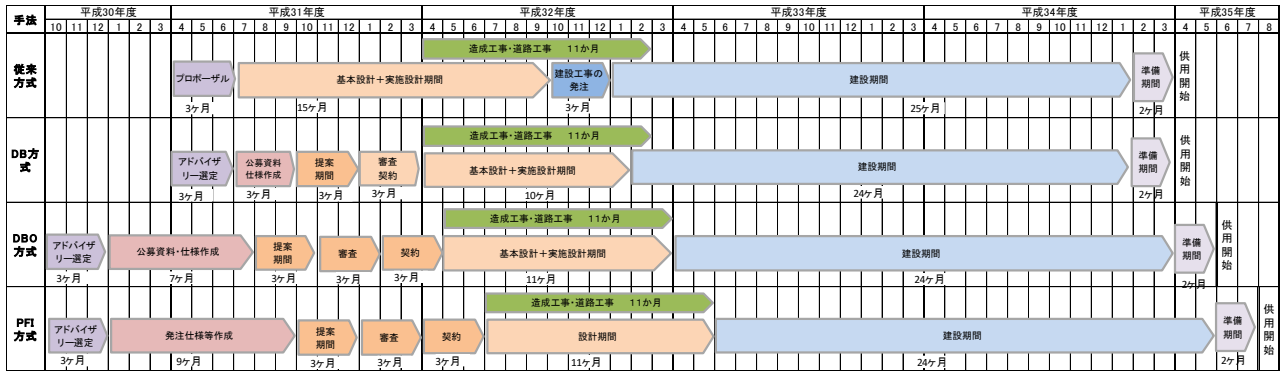 手法 平成30年度 平成31年度 平成32年度 平成33年度 平成34年度 平成35年度
10 11 12 1 2 3 4 5 6 7 8 9 10 11 12 1 2 3 4 5 6 7 8 9 10 11 12 1 2 3 4 5 6 7 8 9 10 11 12 1 2 3 4 5 6 7 8 9 10 11 12 1 2 3 4 5 6 7 8
従来
方式
造成工事・道路工事 11か月
プロポーザル
基本設計+実施設計期間
建設工事の
発注
建設期間
準備
期間
供用開始
3ヶ月 15ヶ月 3ヶ月 25ヶ月 2ヶ月
DB方
式
造成工事・道路工事 11か月
アドバイザ
リー選定
公募資料
仕様作成
提案
期間
審査
契約
基本設計+実施設計期間
建設期間
準備
期間
供用開始
3ヶ月 3ヶ月 3ヶ月 3ヶ月 10ヶ月 24ヶ月 2ヶ月
DBO
方式
造成工事・道路工事 11か月
アドバイザ
リー選定
公募資料・仕様作成
提案
期間
審査
契約
基本設計+実施設計期間
建設期間
準備
期間
供用開始
3ヶ月 7ヶ月 3ヶ月 3ヶ月 3ヶ月 11ヶ月 24ヶ月 2ヶ月
PFI
方式
造成工事・道路工事 11か月
アドバイザ
リー選定
発注仕様等作成
提案
期間
審査
契約
設計期間
建設期間
準備
期間
供用開始
3ヶ月 9ヶ月 3ヶ月 3ヶ月 3ヶ月 11ヶ月 24ヶ月 2ヶ月